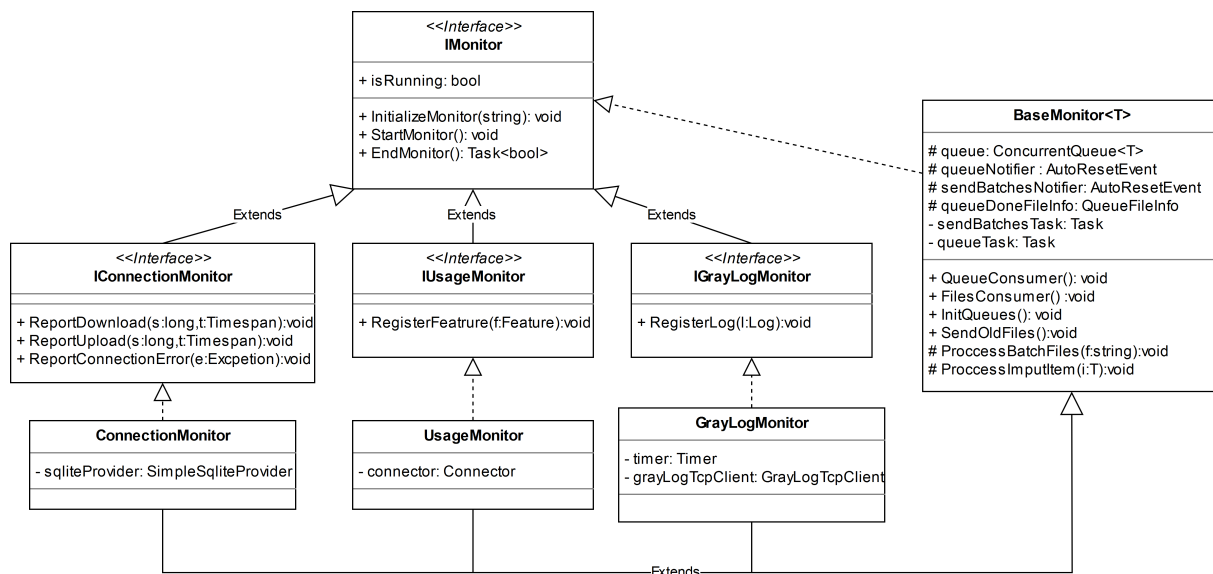 <<Interface>>
IMonitor
+ isRunning: bool
+ InitializeMonitor(string): void
+ StartMonitor(): void
+ EndMonitor(): Task<bool>
BaseMonitor<T>
# queue: ConcurrentQueue<T>
# queueNotifier : AutoResetEvent
# sendBatchesNotifier: AutoResetEvent
# queueDoneFileInfo: QueueFileInfo
- sendBatchesTask: Task
- queueTask: Task
+ QueueConsumer(): void
+ FilesConsumer() :void
+ InitQueues(): void
+ SendOldFiles():void
# ProccessBatchFiles(f:string):void
# ProccessImputItem(i:T):void
Extends
Extends
Extends
<<Interface>>
IConnectionMonitor
+ ReportDownload(s:long,t:Timespan):void
+ ReportUpload(s:long,t:Timespan):void
+ ReportConnectionError(e:Excpetion):void
<<Interface>>
IUsageMonitor
+ RegisterFeatrure(f:Feature):void
<<Interface>>
IGrayLogMonitor
+ RegisterLog(l:Log):void
ConnectionMonitor
- sqliteProvider: SimpleSqliteProvider
UsageMonitor
- connector: Connector
GrayLogMonitor
- timer: Timer
- grayLogTcpClient: GrayLogTcpClient
Extends